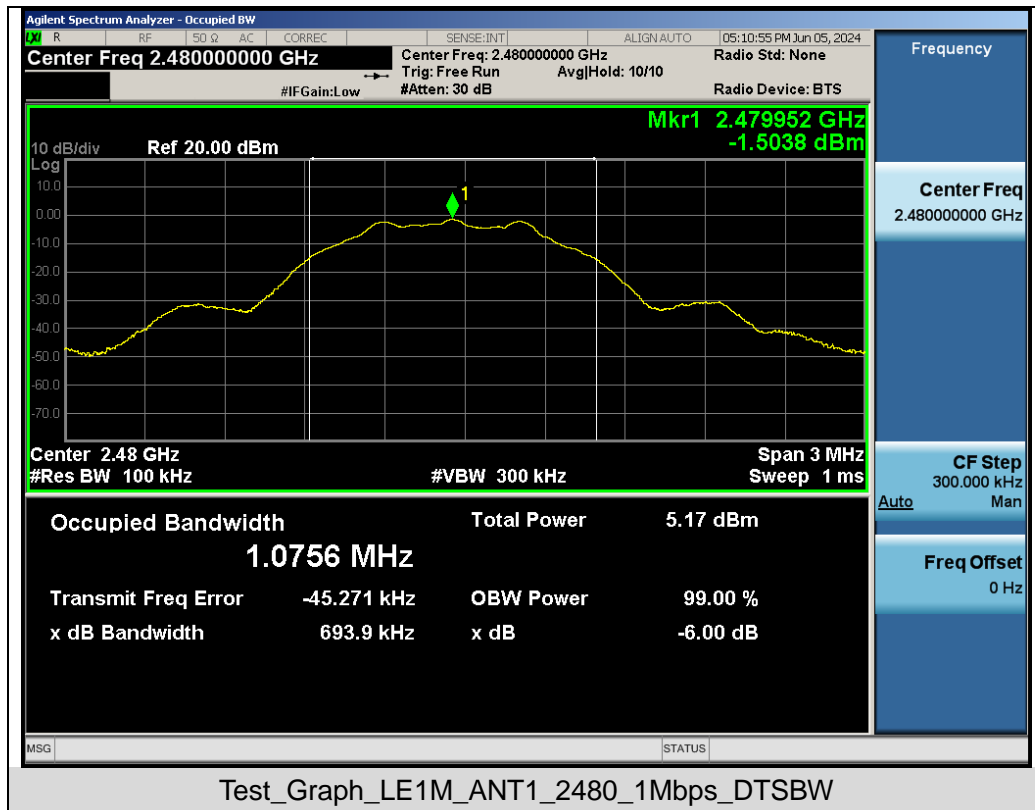 Agilent Spectrum Analyzer - Occupied BW
LXI R RF 50 Ω AC CORREC SENSE:INT ALIGN AUTO 05:10:55 PM Jun 05, 2024
Center Freq 2.480000000 GHz
Center Freq: 2.480000000 GHz Radio Std: None
Trig: Free Run Avg|Hold: 10/10
#IFGain:Low #Atten: 30 dB Radio Device: BTS
Mkr1 2.479952 GHz
-1.5038 dBm
10 dB/div Ref 20.00 dBm
Log
10.0
1
0.00
-10.0
-20.0
-30.0
-40.0
-50.0
-60.0
-70.0
Center 2.48 GHz Span 3 MHz
#Res BW 100 kHz #VBW 300 kHz Sweep 1 ms
Occupied Bandwidth Total Power 5.17 dBm
1.0756 MHz
Transmit Freq Error -45.271 kHz OBW Power 99.00 %
x dB Bandwidth 693.9 kHz x dB -6.00 dB
MSG STATUS
Frequency
Center Freq
2.480000000 GHz
CF Step
300.000 kHz
Auto Man
Freq Offset
0 Hz
Test_Graph_LE1M_ANT1_2480_1Mbps_DTSBW